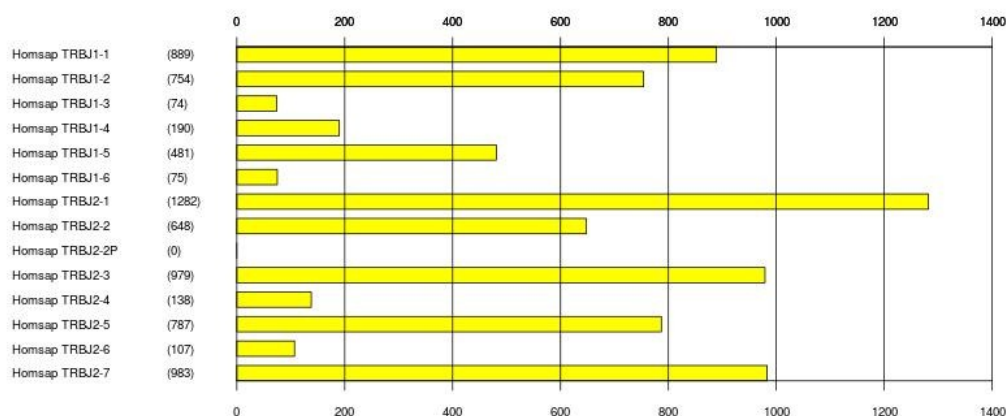 0 200 400 600 800 1000 1200 1400
Homsap TRBJ1-1 (889)
Homsap TRBJ1-2 (754)
Homsap TRBJ1-3 (74)
Homsap TRBJ1-4 (190)
Homsap TRBJ1-5 (481)
Homsap TRBJ1-6 (75)
Homsap TRBJ2-1 (1282)
Homsap TRBJ2-2 (648)
Homsap TRBJ2-2P (0)
Homsap TRBJ2-3 (979)
Homsap TRBJ2-4 (138)
Homsap TRBJ2-5 (787)
Homsap TRBJ2-6 (107)
Homsap TRBJ2-7 (983)
0 200 400 600 800 1000 1200 1400